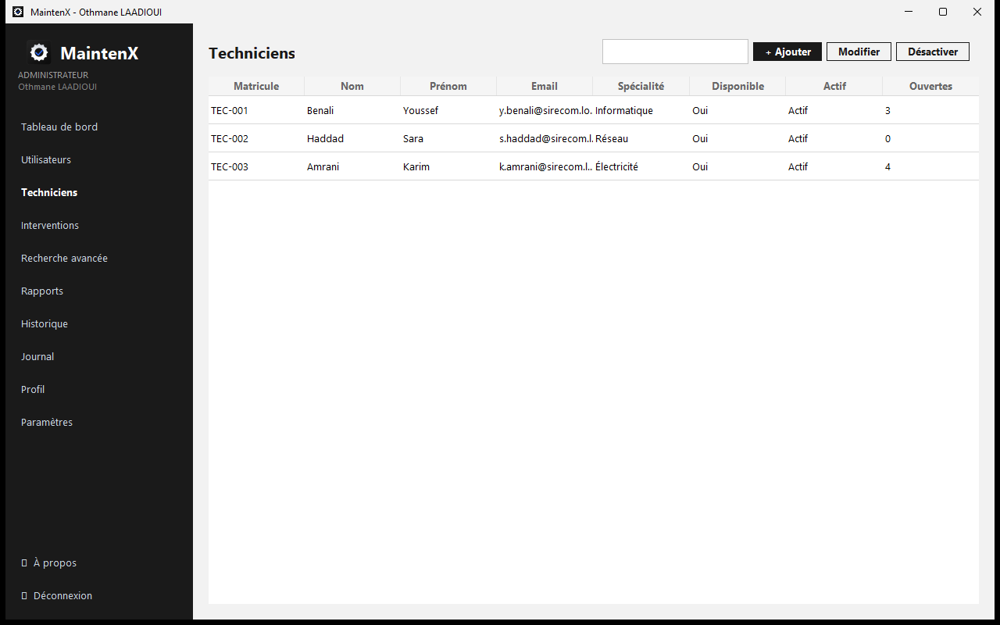 MaintenX - Othmane LAADIOUI
MaintenX
ADMINISTRATEUR
Othmane LAADIOUI
Tableau de bord
Utilisateurs
Techniciens
Interventions
Recherche avancée
Rapports
Historique
Journal
Profil
Paramètres
À propos
Déconnexion
Techniciens + Ajouter Modifier Désactiver
Matricule Nom Prénom Email Spécialité Disponible Actif Ouvertes
TEC-001 Benali Youssef y.benali@sirecom.lo. Informatique Oui Actif 3
TEC-002 Haddad Sara s.haddad@sirecom.l. Réseau Oui Actif 0
TEC-003 Amrani Karim k.amrani@sirecom.l.. Électricité Oui Actif 4